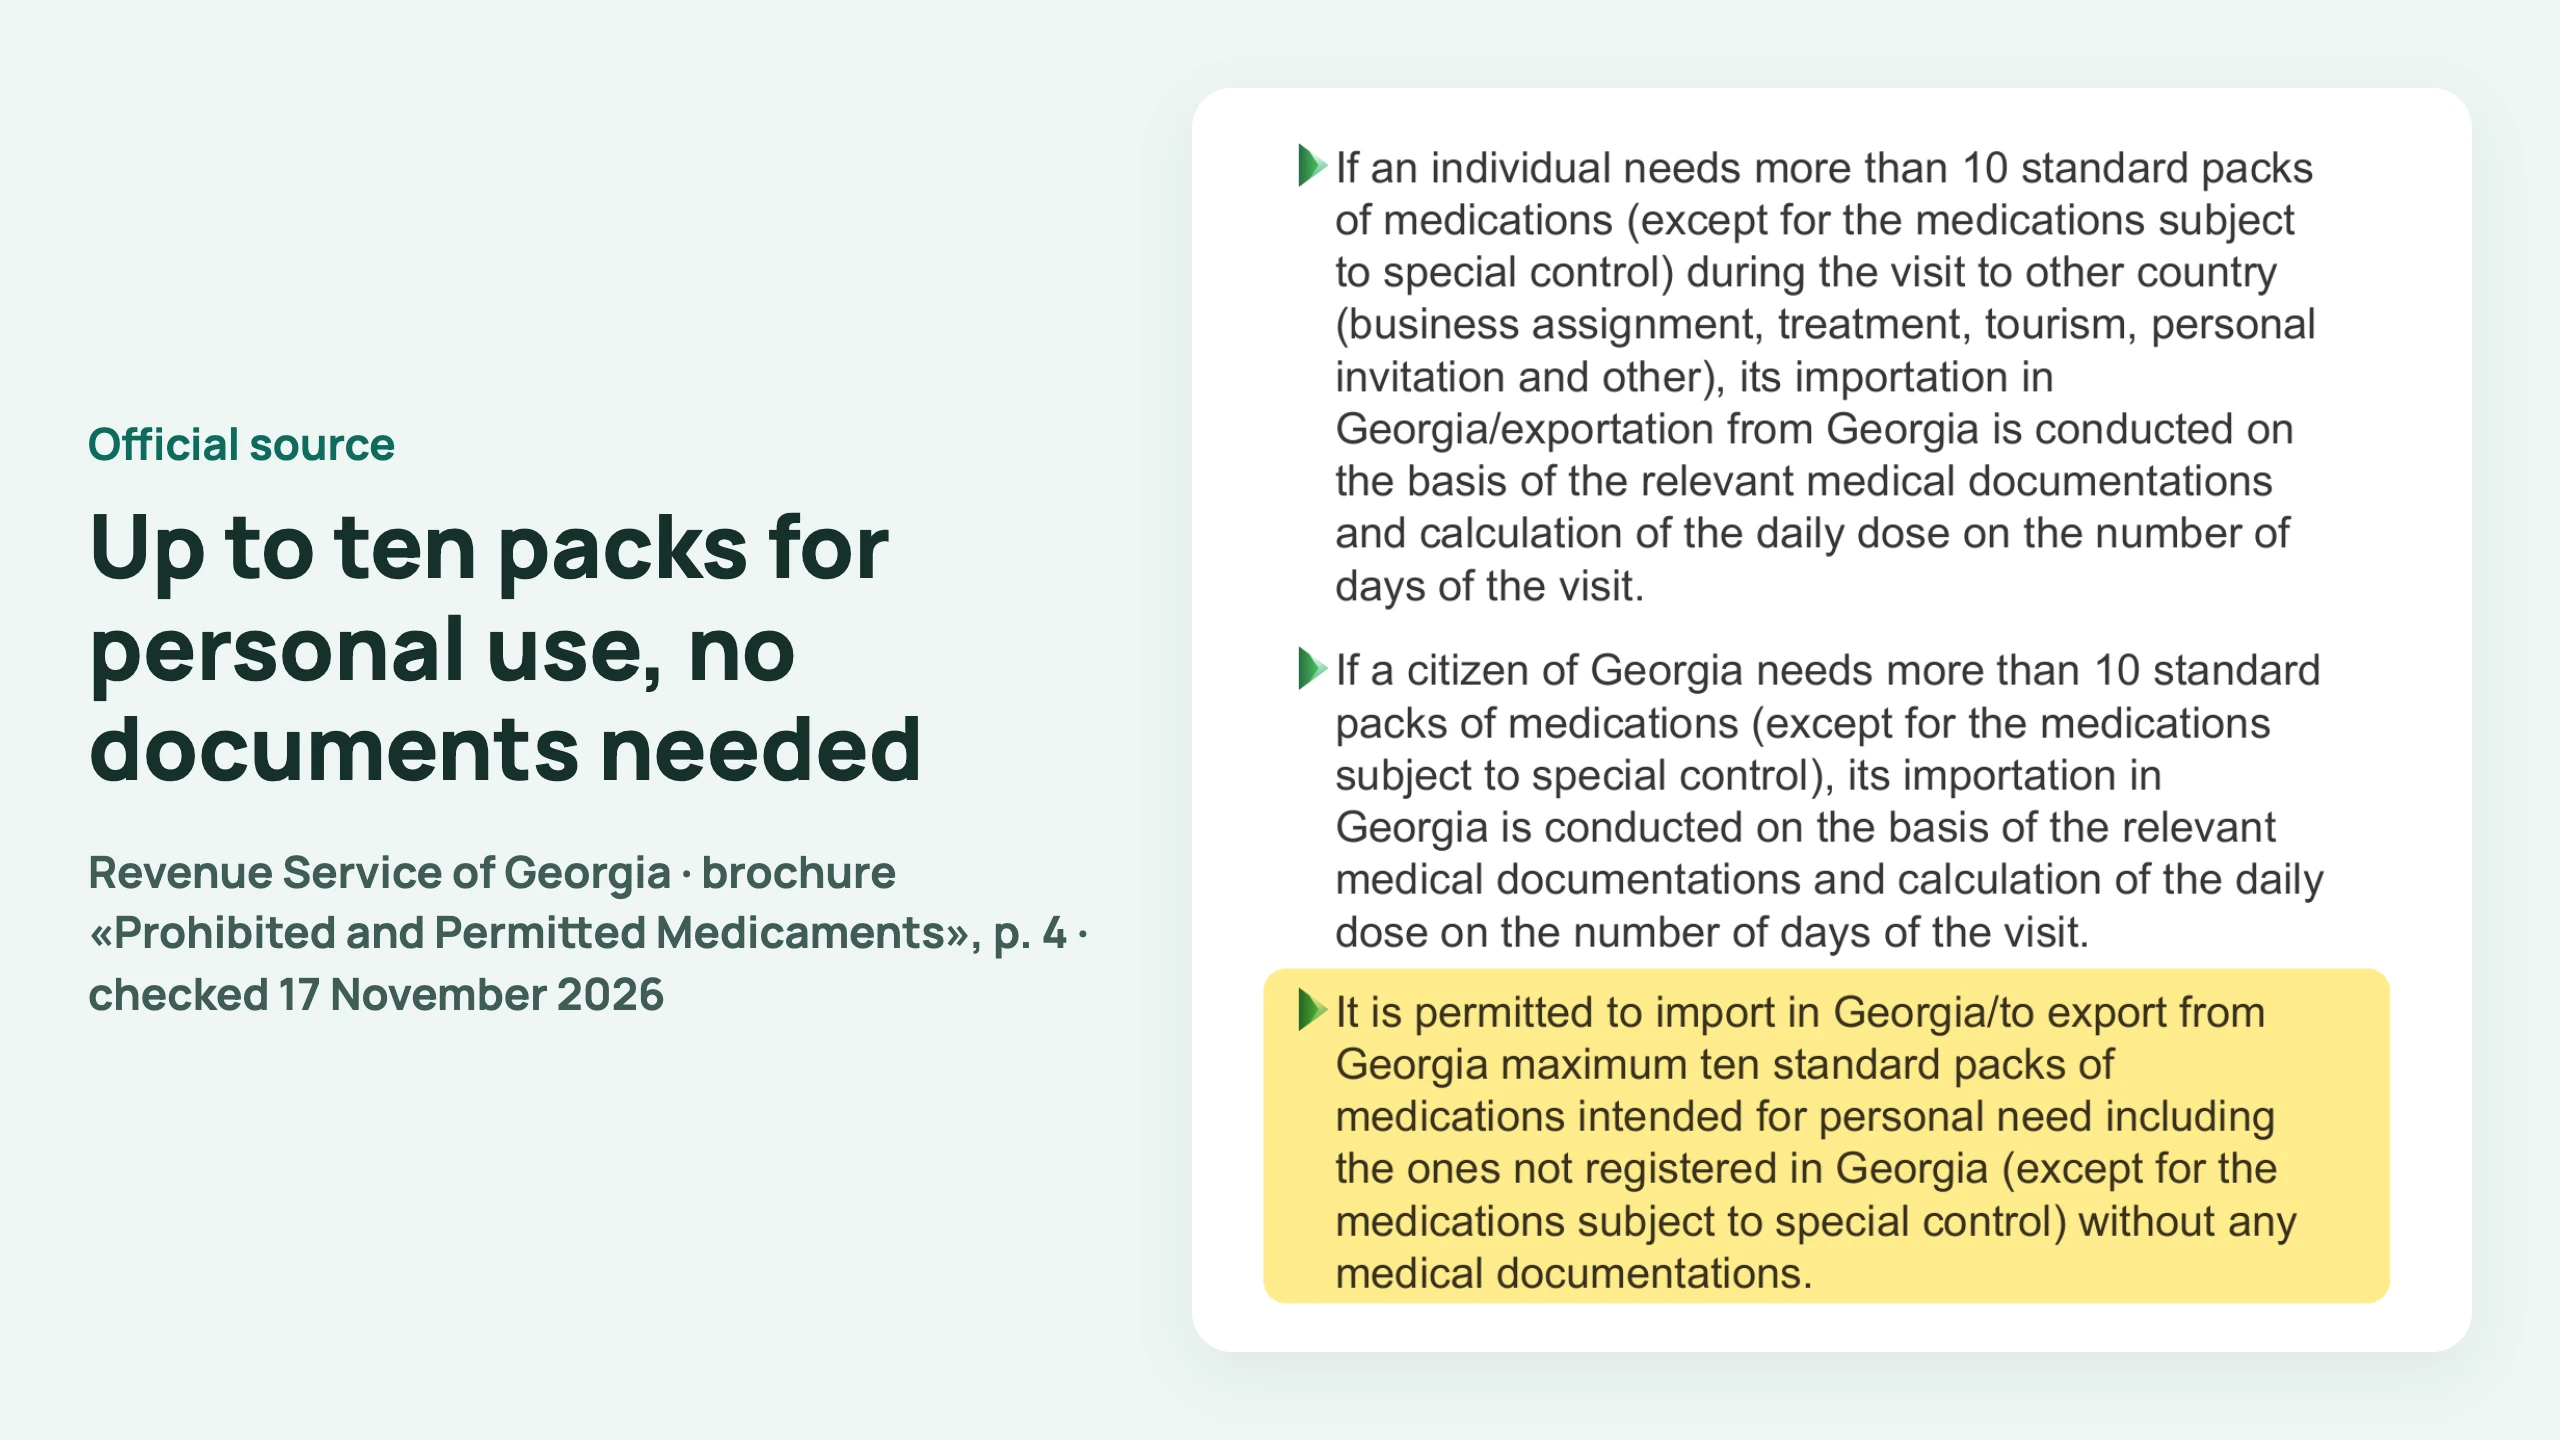 Official source
Up to ten packs for
personal use, no
documents needed
Revenue Service of Georgia · brochure
«Prohibited and Permitted Medicaments», p. 4 ·
checked 17 November 2026
If an individual needs more than 10 standard packs
of medications (except for the medications subject
to special control) during the visit to other country
(business assignment, treatment, tourism, personal
invitation and other), its importation in
Georgia/exportation from Georgia is conducted on
the basis of the relevant medical documentations
and calculation of the daily dose on the number of
days of the visit.
If a citizen of Georgia needs more than 10 standard
packs of medications (except for the medications
subject to special control), its importation in
Georgia is conducted on the basis of the relevant
medical documentations and calculation of the daily
dose on the number of days of the visit.
It is permitted to import in Georgia/to export from
Georgia maximum ten standard packs of
medications intended for personal need including
the ones not registered in Georgia (except for the
medications subject to special control) without any
medical documentations.